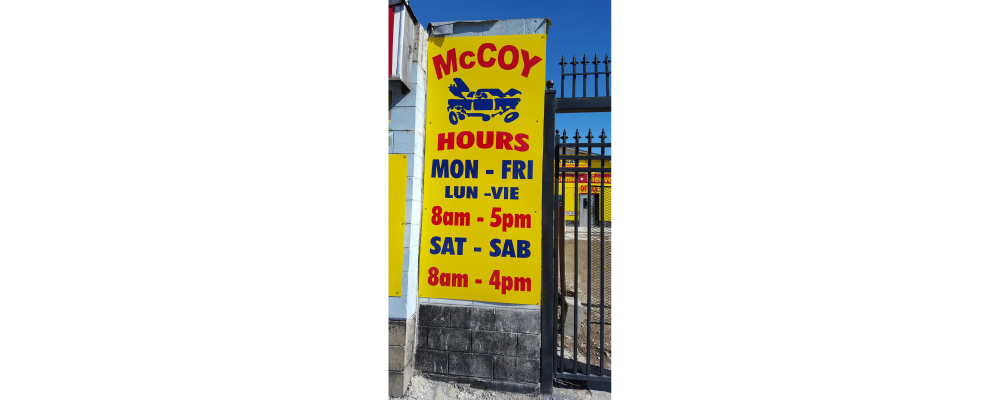 McCOY
HOURS
MON - FRI
LUN -VIE
8am - 5pm
SAT - SAB
8am - 4pm